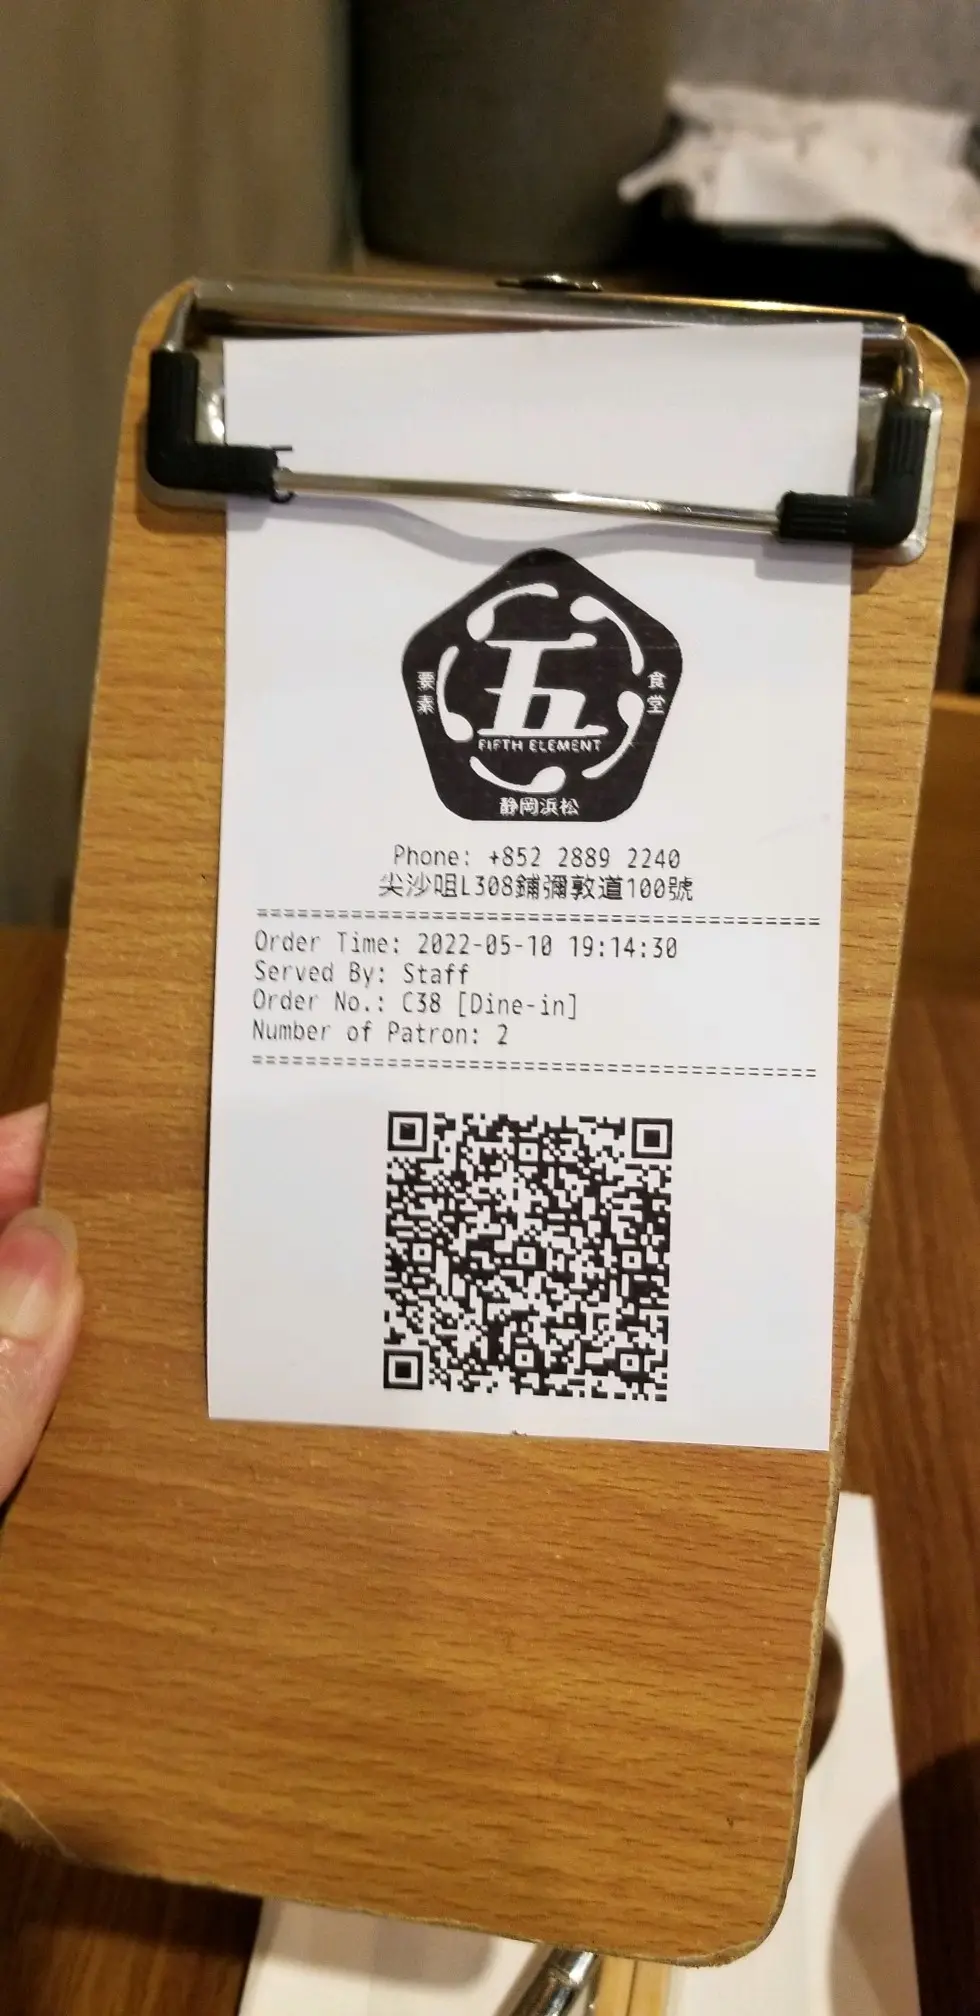 五
FIFTH ELEMENT
要素
食堂
静岡浜松
Phone: +852 2889 2240
尖沙咀L308鋪彌敦道100號
==========================================
Order Time: 2022-05-10 19:14:30
Served By: Staff
Order No.: C38 [Dine-in]
Number of Patron: 2
==========================================